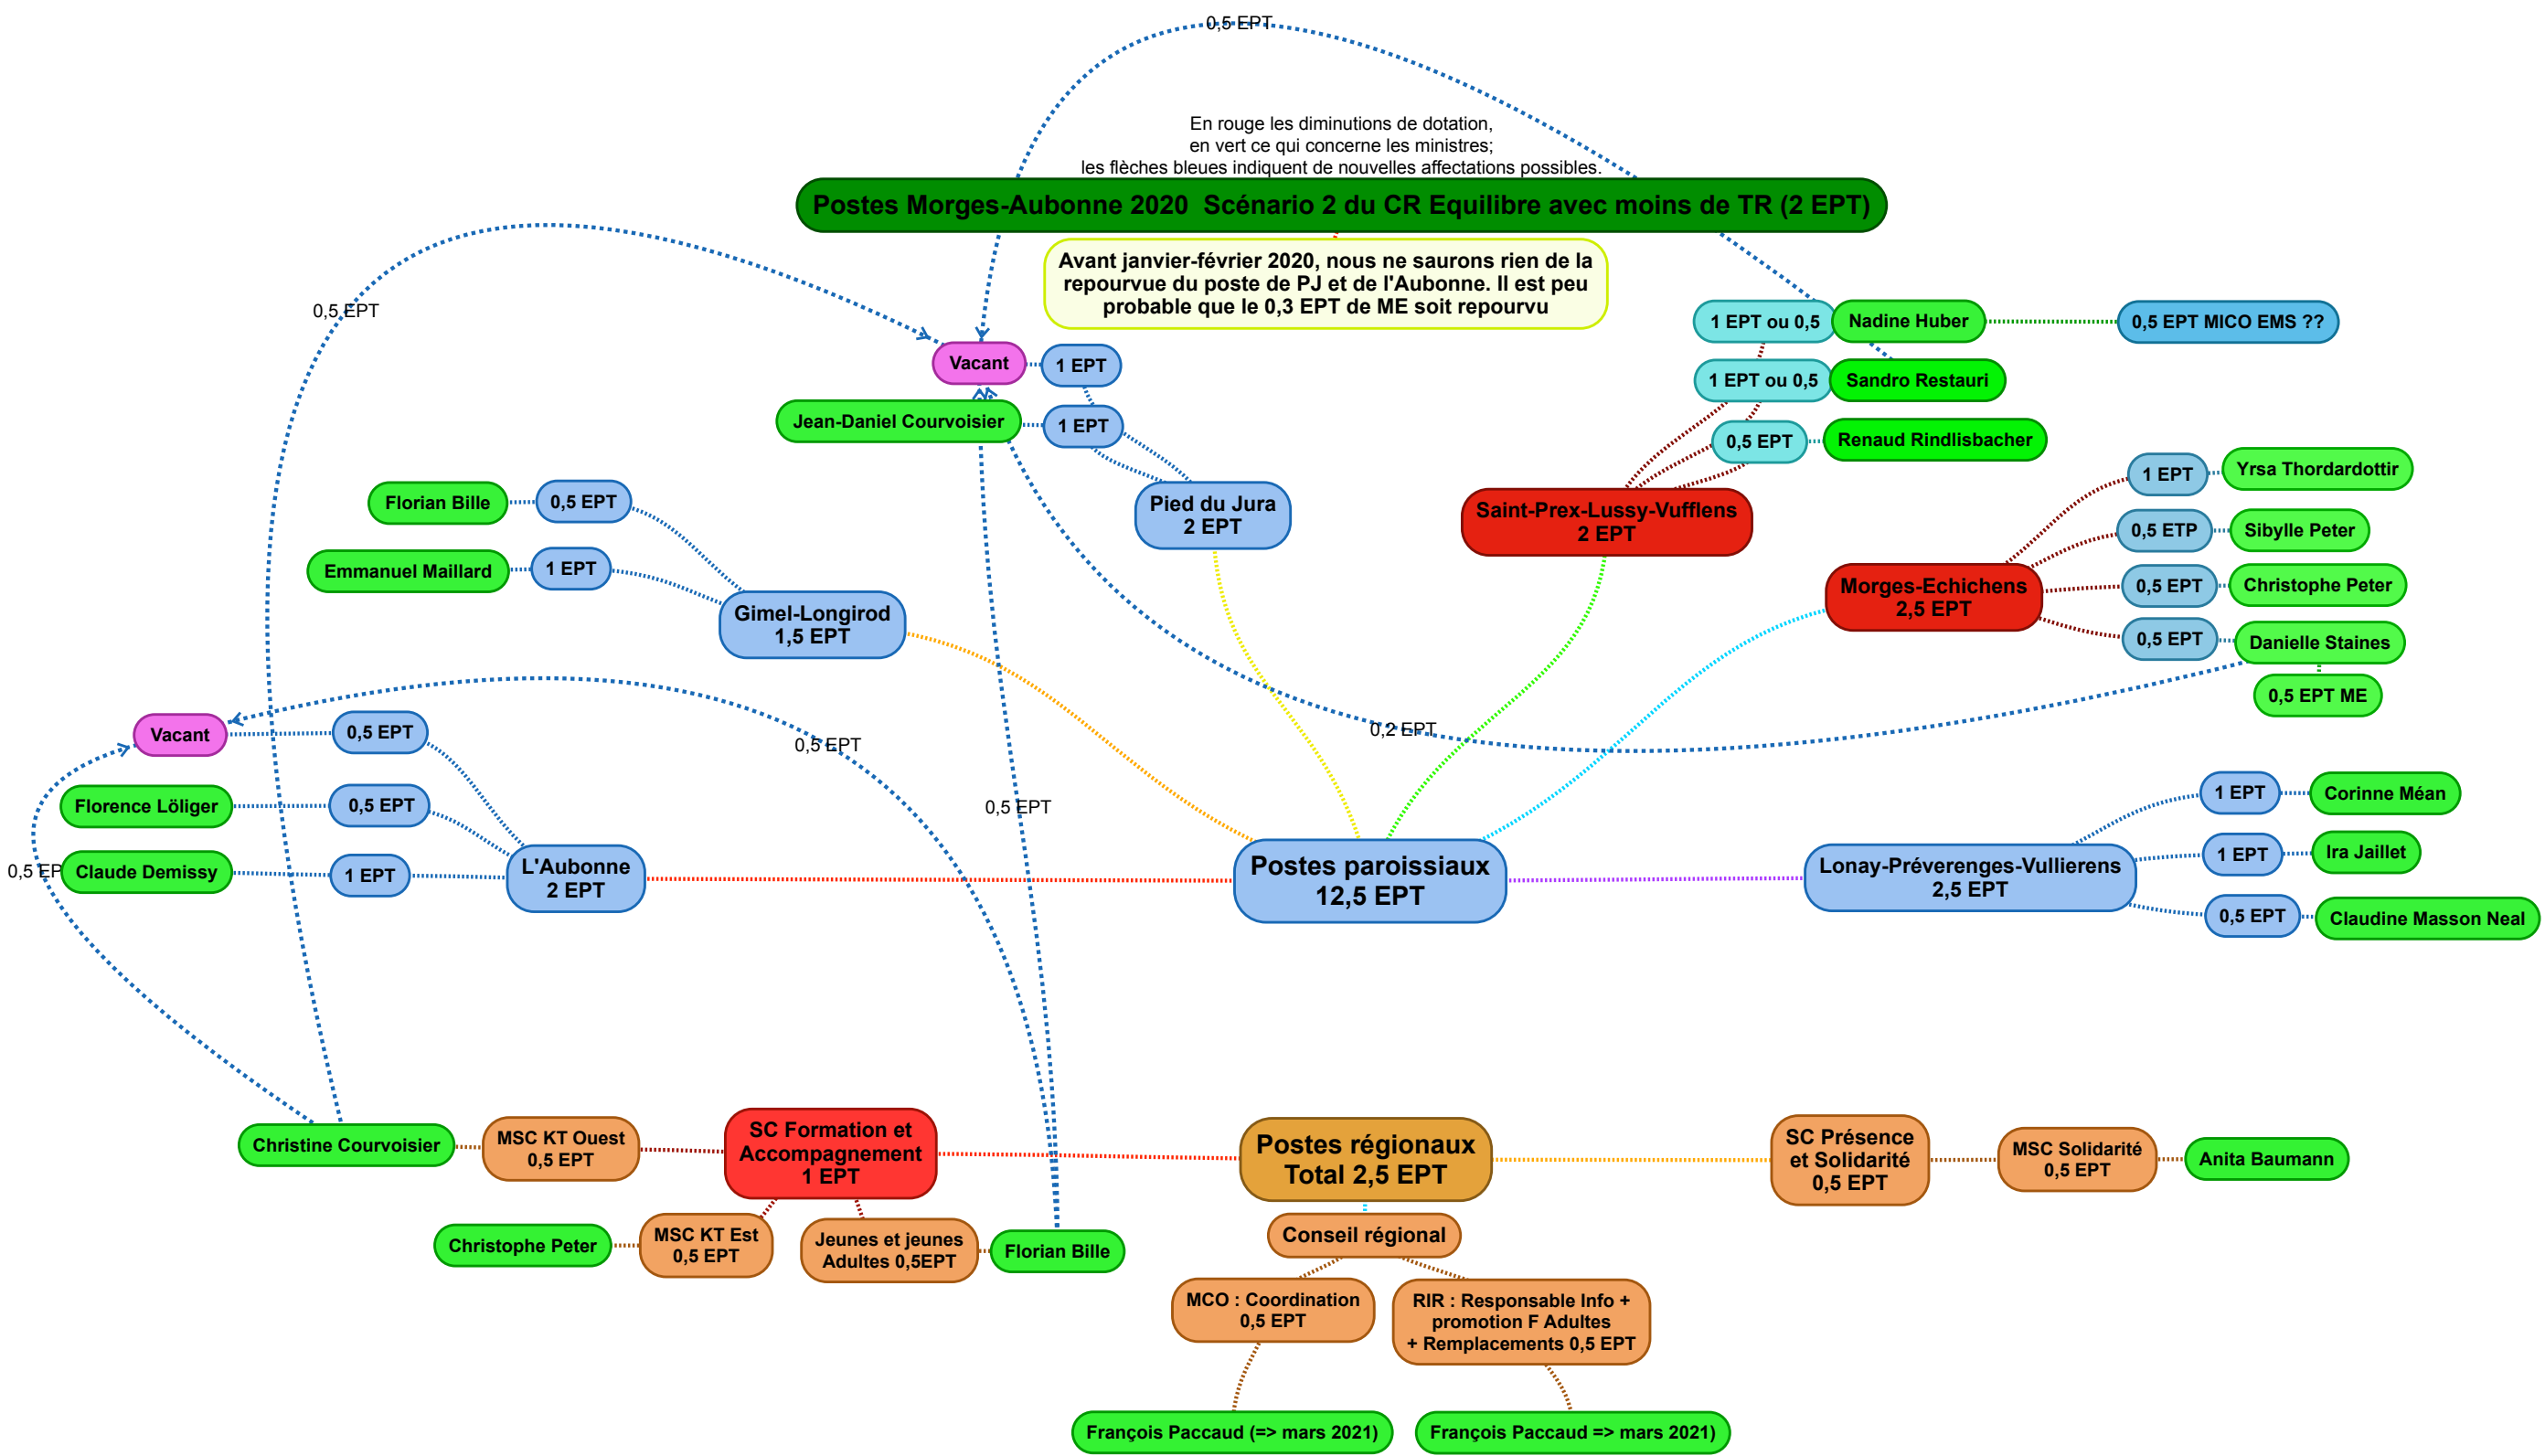 0,5 EPT
En rouge les diminutions de dotation,
en vert ce qui concerne les ministres;
les flèches bleues indiquent de nouvelles affectations possibles.
Postes Morges-Aubonne 2020  Scénario 2 du CR Equilibre avec moins de TR (2 EPT)
Avant janvier-février 2020, nous ne saurons rien de la
repourvue du poste de PJ et de l'Aubonne. Il est peu
probable que le 0,3 EPT de ME soit repourvu
0,5 EPT
Vacant
1 EPT
Jean-Daniel Courvoisier
1 EPT
Pied du Jura
2 EPT
1 EPT ou 0,5
Nadine Huber
0,5 EPT MICO EMS ??
1 EPT ou 0,5
Sandro Restauri
0,5 EPT
Renaud Rindlisbacher
Saint-Prex-Lussy-Vufflens
2 EPT
1 EPT
Yrsa Thordardottir
0,5 ETP
Sibylle Peter
0,5 EPT
Christophe Peter
0,5 EPT
Danielle Staines
0,5 EPT ME
Morges-Echichens
2,5 EPT
Florian Bille
0,5 EPT
Emmanuel Maillard
1 EPT
Gimel-Longirod
1,5 EPT
0,2 EPT
0,5 EPT
0,5 EPT
Vacant
0,5 EPT
Florence Löliger
0,5 EPT
0,5 EP
Claude Demissy
1 EPT
L'Aubonne
2 EPT
Postes paroissiaux
12,5 EPT
Lonay-Préverenges-Vullierens
2,5 EPT
1 EPT
Corinne Méan
1 EPT
Ira Jaillet
0,5 EPT
Claudine Masson Neal
Christine Courvoisier
MSC KT Ouest
0,5 EPT
SC Formation et
Accompagnement
1 EPT
Postes régionaux
Total 2,5 EPT
SC Présence
et Solidarité
0,5 EPT
MSC Solidarité
0,5 EPT
Anita Baumann
Christophe Peter
MSC KT Est
0,5 EPT
Jeunes et jeunes
Adultes 0,5EPT
Florian Bille
Conseil régional
MCO : Coordination
0,5 EPT
RIR : Responsable Info +
promotion F Adultes
+ Remplacements 0,5 EPT
François Paccaud (=> mars 2021)
François Paccaud => mars 2021)